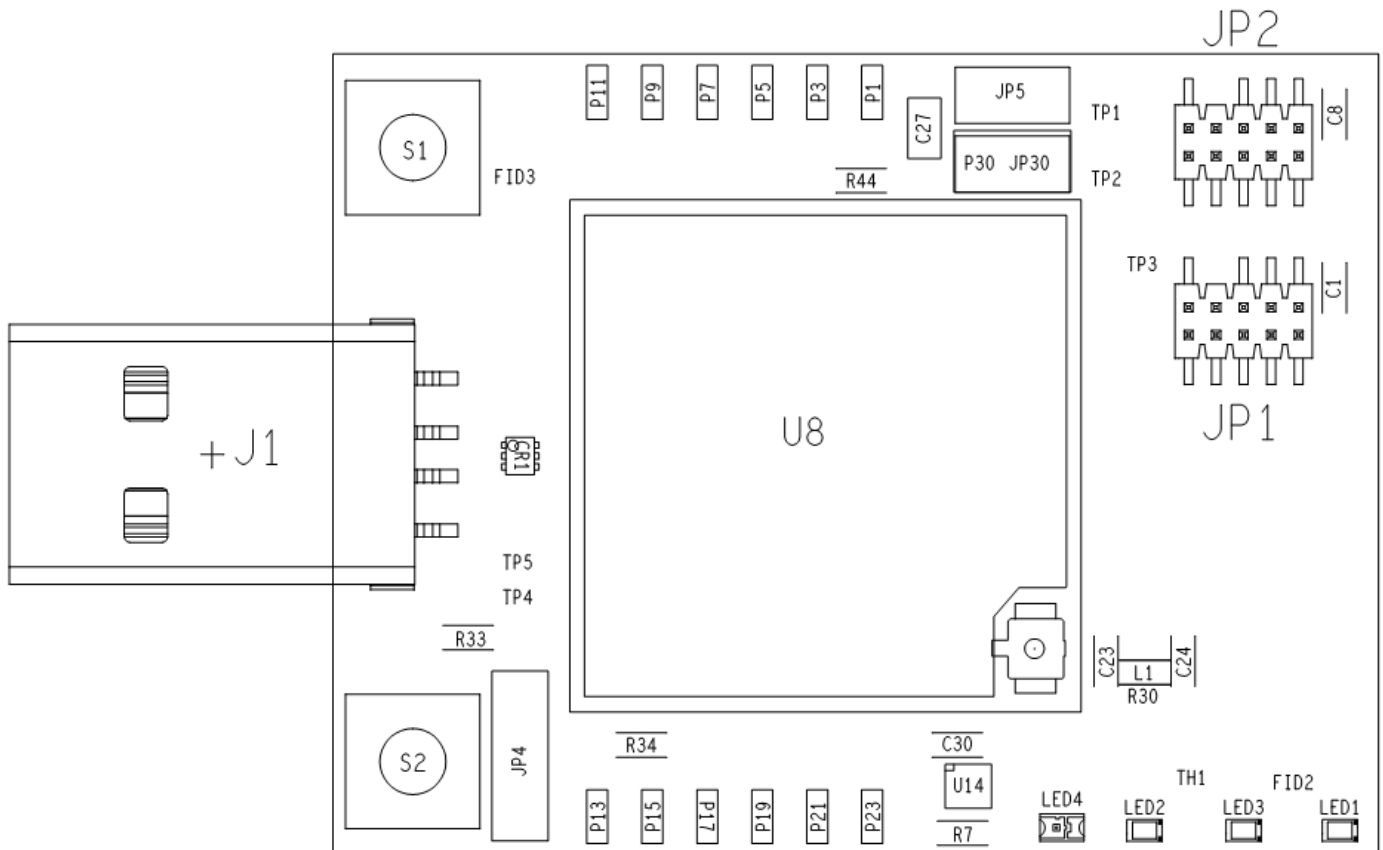 JP2
P11 P9 P7 P5 P3 P1
C27
JP5
TP1
C8
S1
FID3
R44
P30 JP30
TP2
TP3
C1
JP1
+J1
U8
CR1
TP5
TP4
R33
C23
L1
C24
R30
S2
JP4
R34
C30
U14
TH1
FID2
LED4
LED2
LED3
LED1
P13 P15 P17 P19 P21 P23
R7